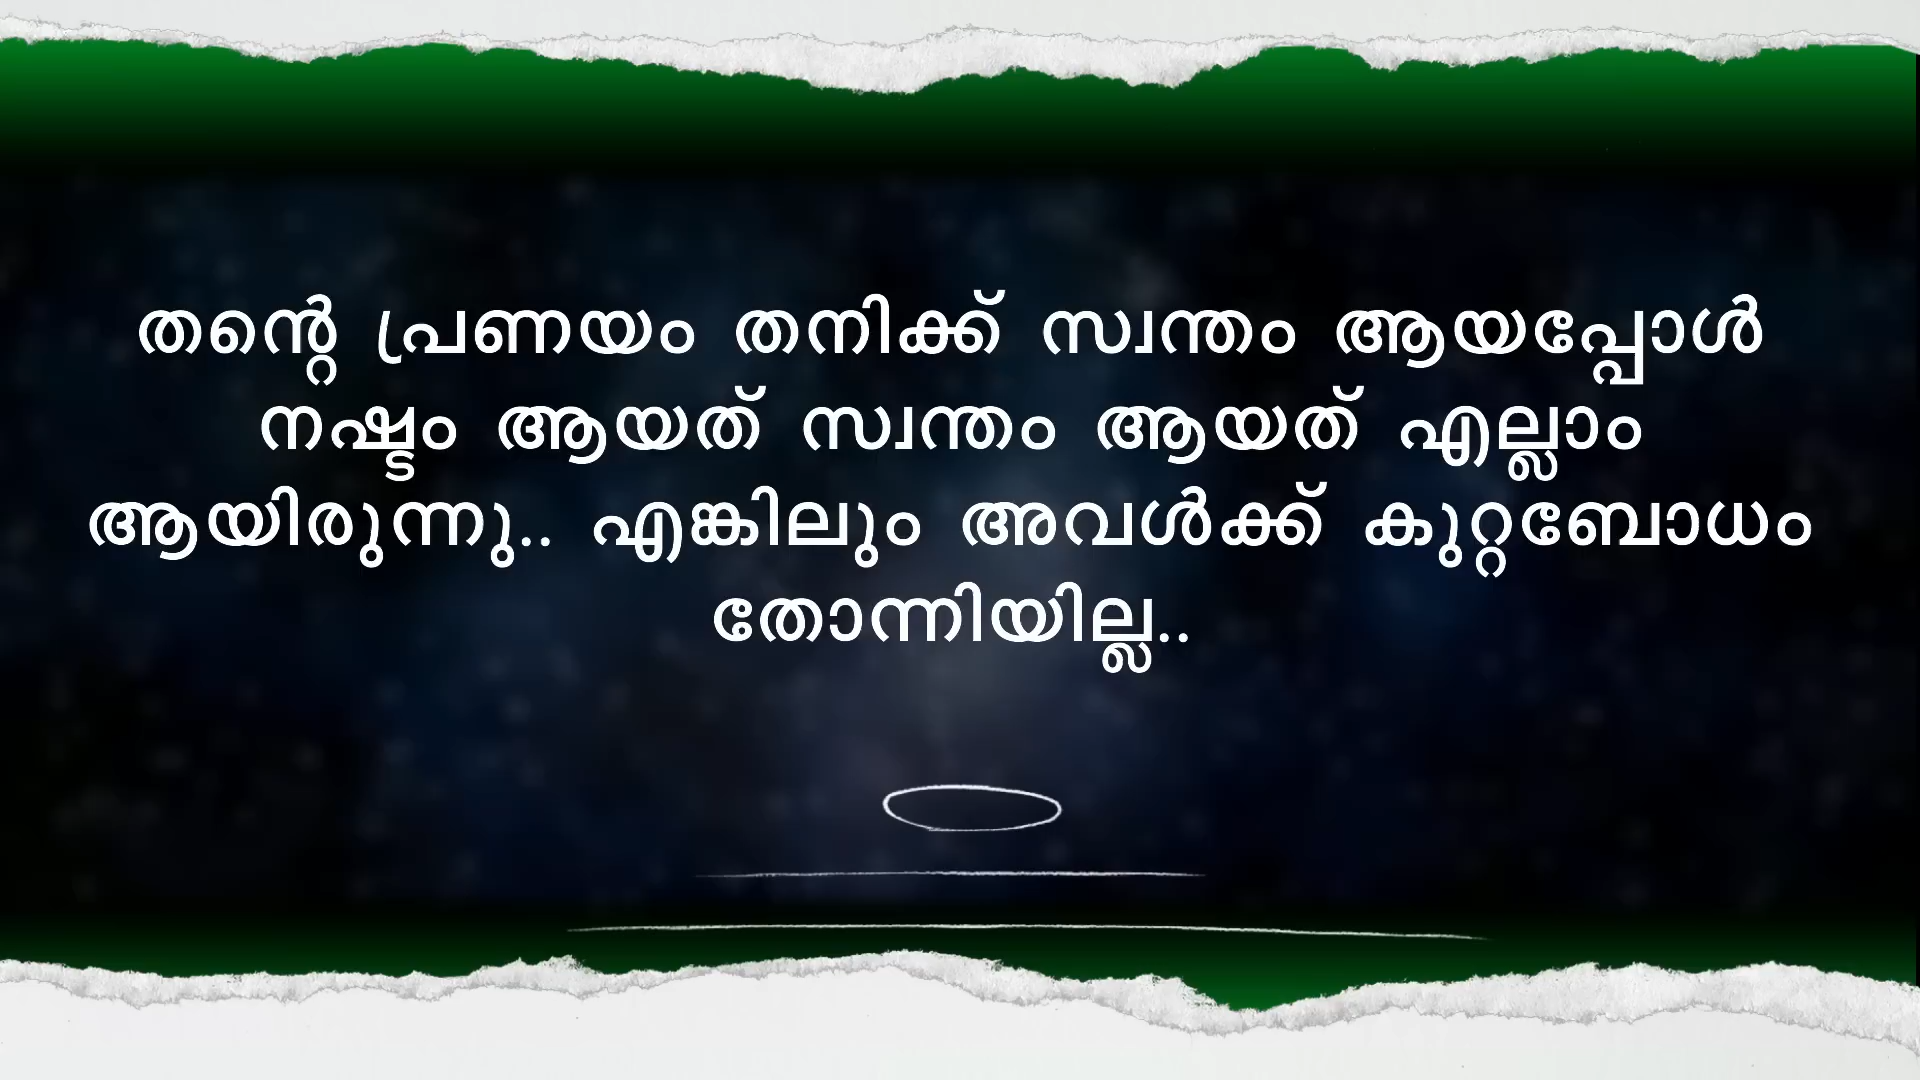 തന്റെ പ്രണയം തനിക്ക് സ്വന്തം ആയപ്പോൾ
നഷ്ടം ആയത് സ്വന്തം ആയത് എല്ലാം
ആയിരുന്നു.. എങ്കിലും അവൾക്ക് കുറ്റബോധം
തോന്നിയില്ല..